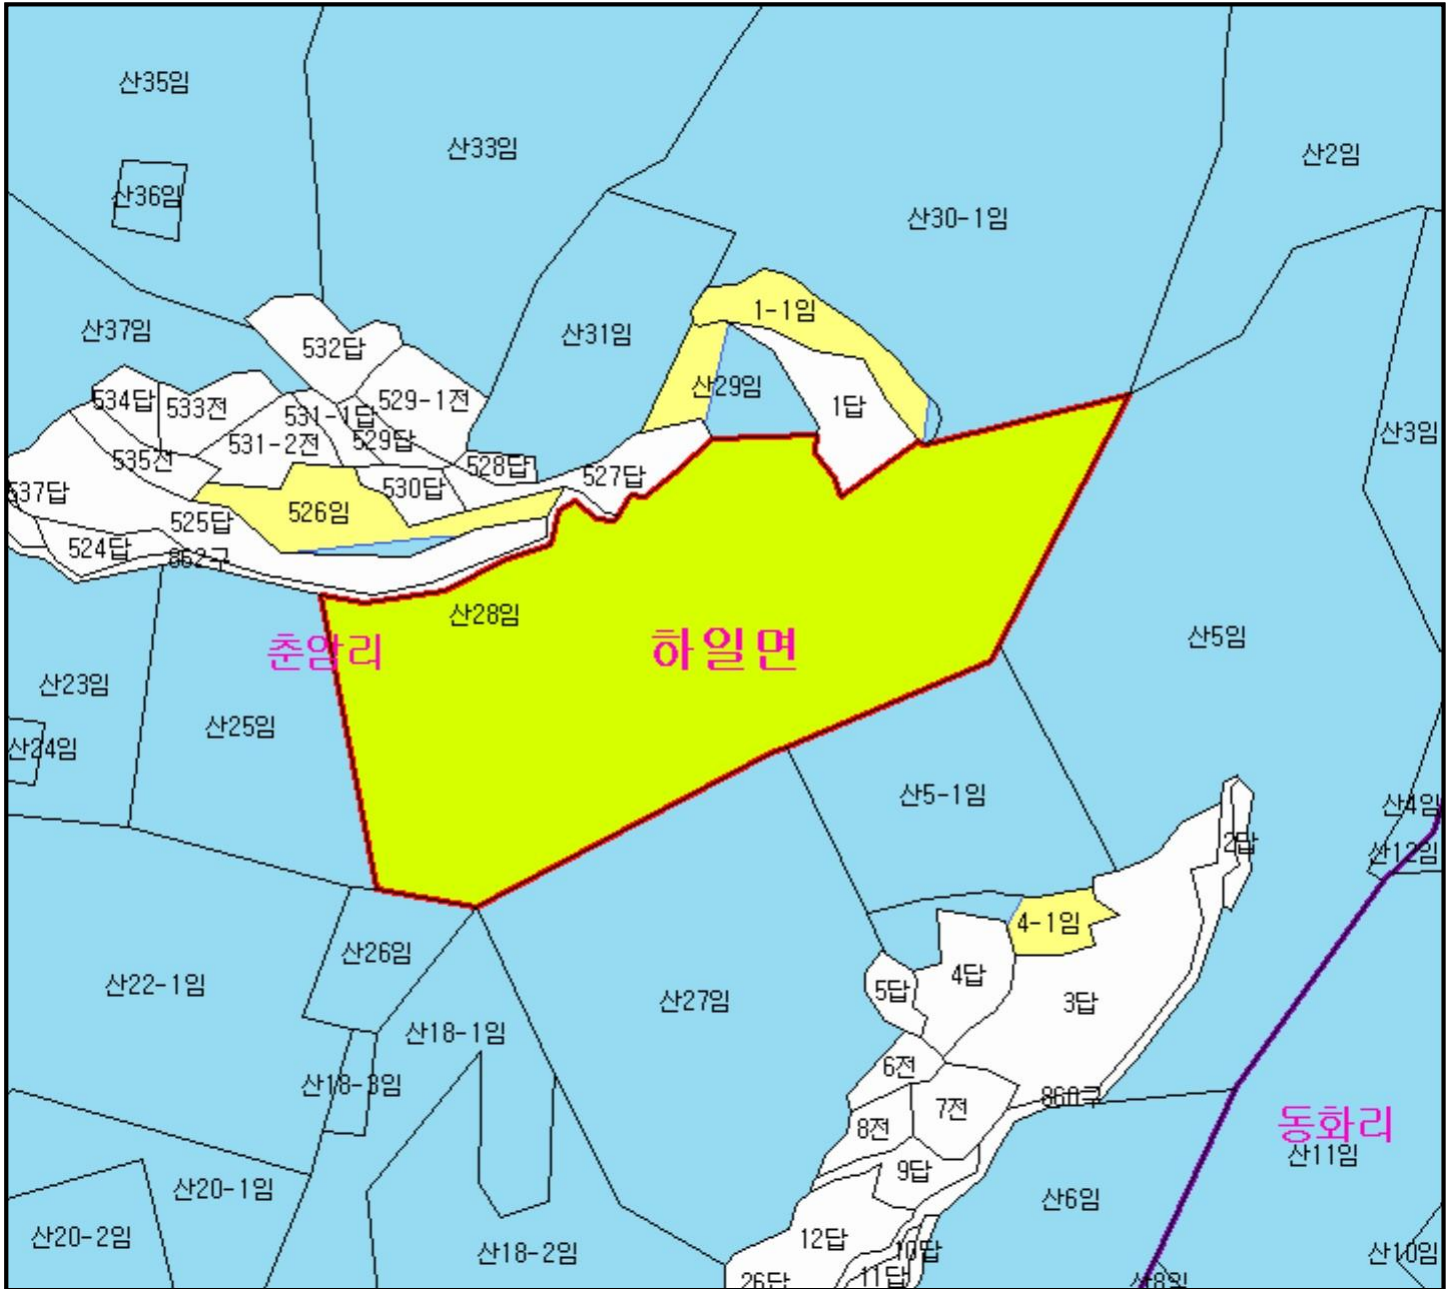 산35임
산33임
산2임
산36임
산30-1임
산37임
산31임
1-1임
532답
산29임
1답
534답
533전
531-1답
529-1전
산3임
531-2전
529답
535전
528답
527답
537답
530답
526임
525답
524답
862구
산28임
춘암리
하일면
산5임
산23임
산25임
산24임
산5-1임
산4임
2답
산12임
4-1임
산26임
4답
산22-1임
5답
산27임
3답
산18-1임
6전
산18-3임
860구
7전
8전
동화리
산11임
9답
산20-1임
산6임
산20-2임
12답
산18-2임
10답
산10임
11답
26답
산8임